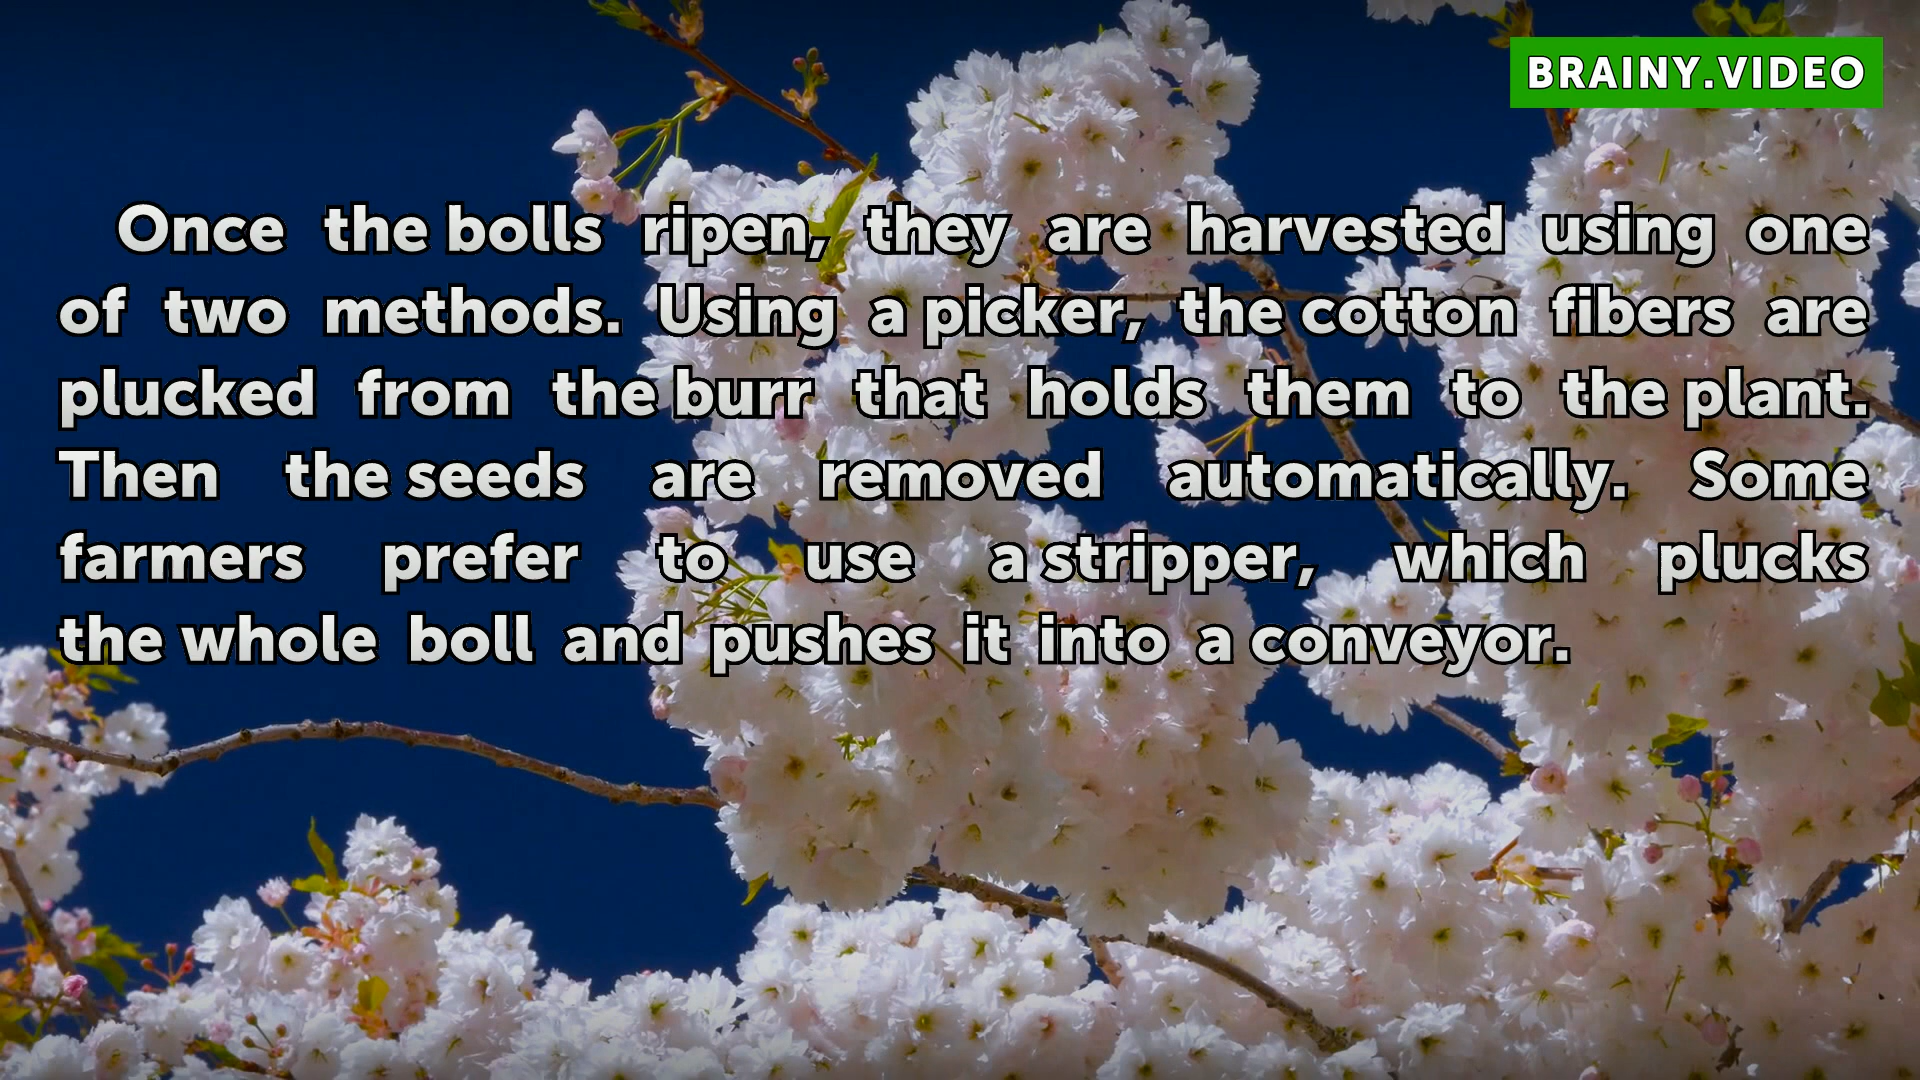 BRAINY.VIDEO
Once the bolls ripen, they are harvested using one
of two methods. Using a picker, the cotton fibers are
plucked from the burr that holds them to the plant.
Then the seeds are removed automatically. Some
farmers prefer to use a stripper, which plucks
the whole boll and pushes it into a conveyor.